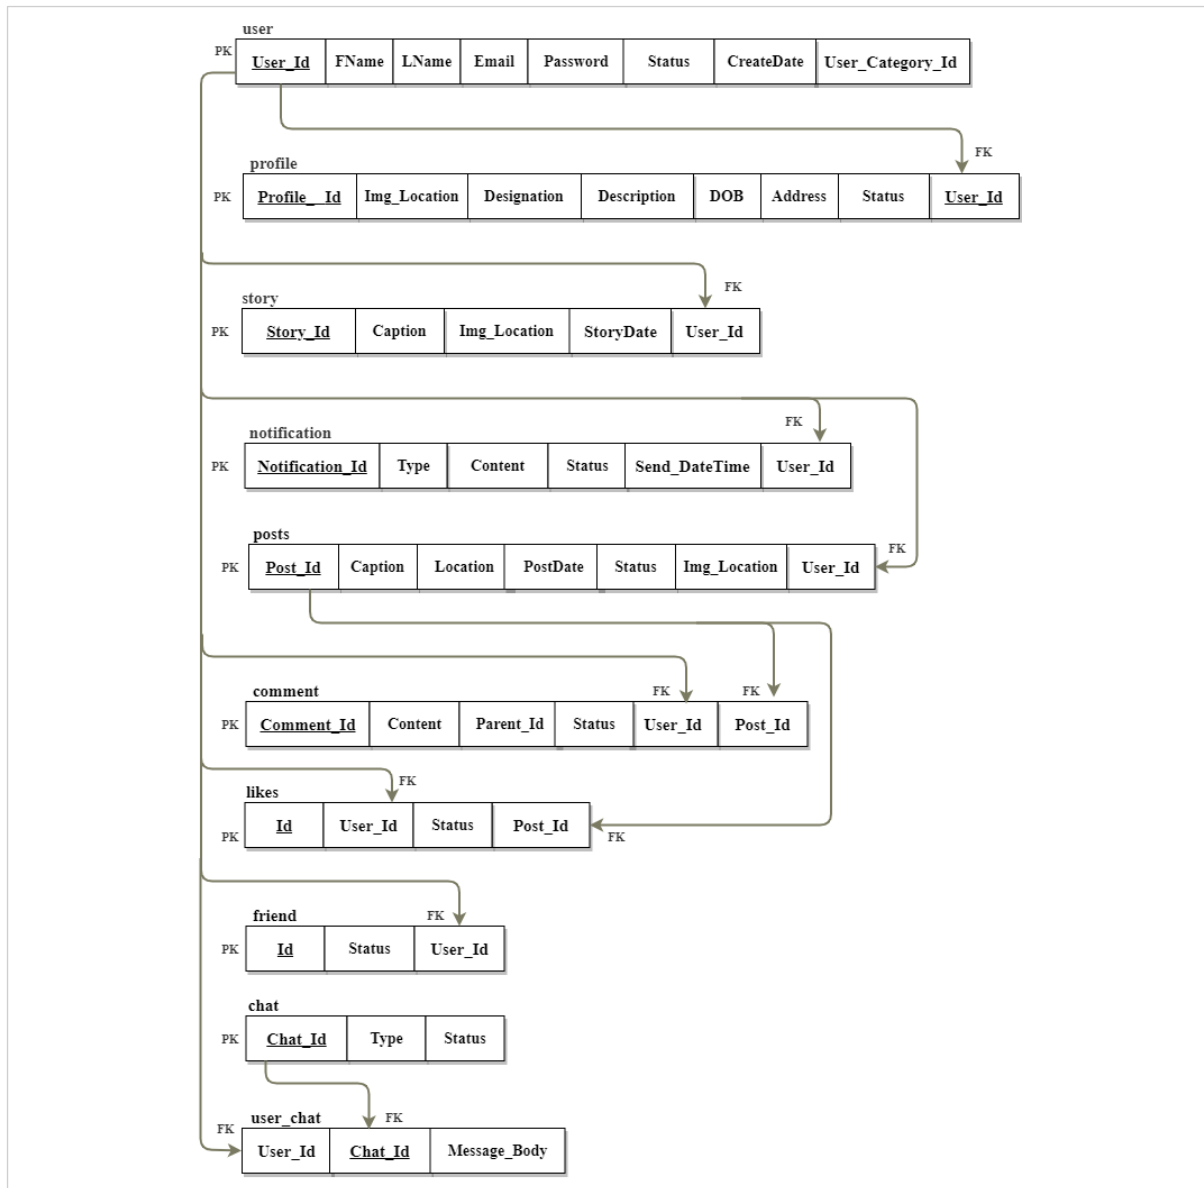 user
PK
User_Id FName LName Email Password Status CreateDate User_Category_Id
FK
profile
PK
Profile__Id Img_Location Designation Description DOB Address Status User_Id
FK
story
PK
Story_Id Caption Img_Location StoryDate User_Id
FK
notification
PK
Notification_Id Type Content Status Send_DateTime User_Id
posts
FK
PK
Post_Id Caption Location PostDate Status Img_Location User_Id
comment
FK FK
PK
Comment_Id Content Parent_Id Status User_Id Post_Id
FK
likes
PK
Id User_Id Status Post_Id
FK
friend
FK
PK
Id Status User_Id
chat
PK
Chat_Id Type Status
user_chat
FK
FK
User_Id Chat_Id Message_Body